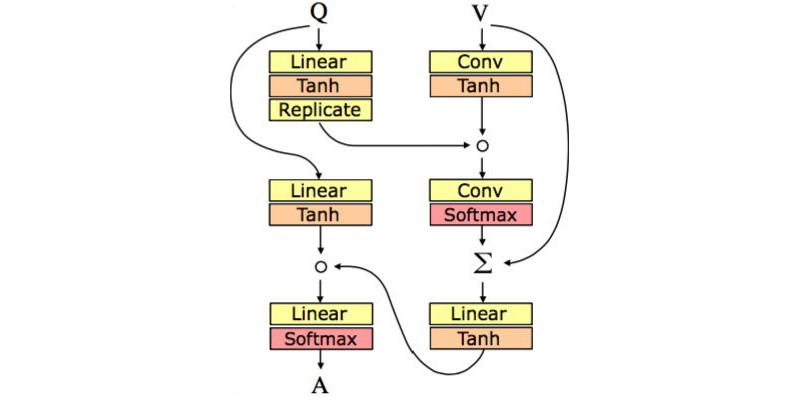 Q
V
Linear
Tanh
Replicate
Conv
Tanh
Linear
Tanh
Conv
Softmax
Σ
Linear
Softmax
Linear
Tanh
A